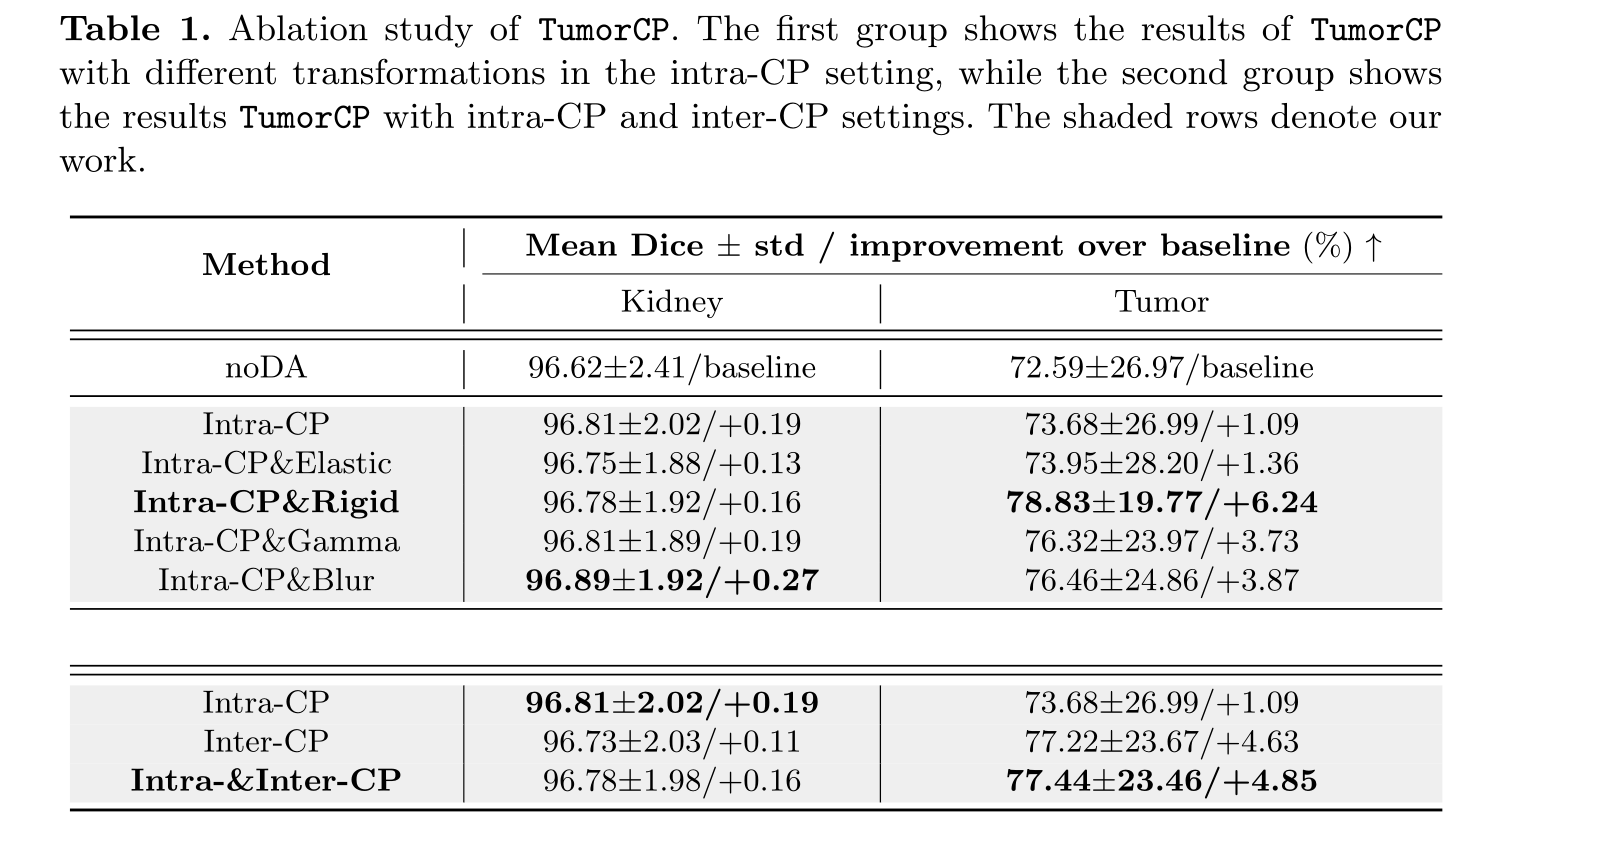 Table 1. Ablation study of TumorCP. The first group shows the results of TumorCP
with different transformations in the intra-CP setting, while the second group shows
the results TumorCP with intra-CP and inter-CP settings. The shaded rows denote our
work.
Method Mean Dice ± std / improvement over baseline (%) ↑
Kidney Tumor
noDA 96.62±2.41/baseline 72.59±26.97/baseline
Intra-CP 96.81±2.02/+0.19 73.68±26.99/+1.09
Intra-CP&Elastic 96.75±1.88/+0.13 73.95±28.20/+1.36
Intra-CP&Rigid 96.78±1.92/+0.16 78.83±19.77/+6.24
Intra-CP&Gamma 96.81±1.89/+0.19 76.32±23.97/+3.73
Intra-CP&Blur 96.89±1.92/+0.27 76.46±24.86/+3.87
Intra-CP 96.81±2.02/+0.19 73.68±26.99/+1.09
Inter-CP 96.73±2.03/+0.11 77.22±23.67/+4.63
Intra-&Inter-CP 96.78±1.98/+0.16 77.44±23.46/+4.85